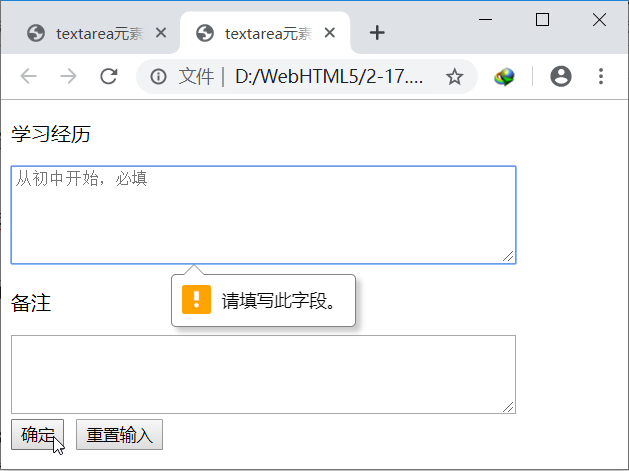 textarea元素 textarea元素
文件 | D:/WebHTML5/2-17....
学习经历
从初中开始，必填
请填写此字段。
备注
确定 重置输入